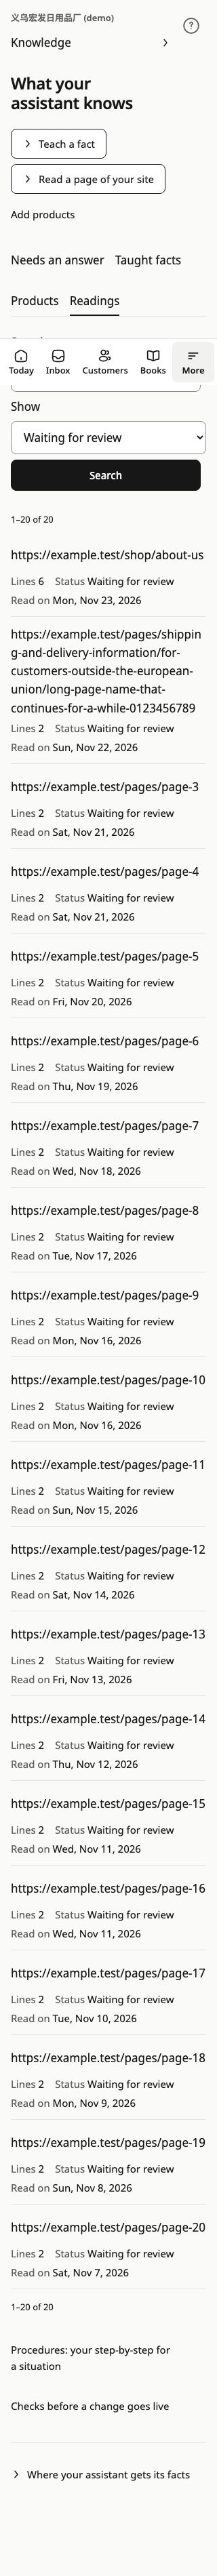 义乌宏发日用品厂 (demo)
Knowledge
What your
assistant knows
Teach a fact
Read a page of your site
Add products
Needs an answer Taught facts
Products Readings
Today Inbox Customers Books More
Show
Waiting for review
Search
1–20 of 20
https://example.test/shop/about-us
Lines 6 Status Waiting for review
Read on Mon, Nov 23, 2026
https://example.test/pages/shippin
g-and-delivery-information/for-
customers-outside-the-european-
union/long-page-name-that-
continues-for-a-while-0123456789
Lines 2 Status Waiting for review
Read on Sun, Nov 22, 2026
https://example.test/pages/page-3
Lines 2 Status Waiting for review
Read on Sat, Nov 21, 2026
https://example.test/pages/page-4
Lines 2 Status Waiting for review
Read on Sat, Nov 21, 2026
https://example.test/pages/page-5
Lines 2 Status Waiting for review
Read on Fri, Nov 20, 2026
https://example.test/pages/page-6
Lines 2 Status Waiting for review
Read on Thu, Nov 19, 2026
https://example.test/pages/page-7
Lines 2 Status Waiting for review
Read on Wed, Nov 18, 2026
https://example.test/pages/page-8
Lines 2 Status Waiting for review
Read on Tue, Nov 17, 2026
https://example.test/pages/page-9
Lines 2 Status Waiting for review
Read on Mon, Nov 16, 2026
https://example.test/pages/page-10
Lines 2 Status Waiting for review
Read on Mon, Nov 16, 2026
https://example.test/pages/page-11
Lines 2 Status Waiting for review
Read on Sun, Nov 15, 2026
https://example.test/pages/page-12
Lines 2 Status Waiting for review
Read on Sat, Nov 14, 2026
https://example.test/pages/page-13
Lines 2 Status Waiting for review
Read on Fri, Nov 13, 2026
https://example.test/pages/page-14
Lines 2 Status Waiting for review
Read on Thu, Nov 12, 2026
https://example.test/pages/page-15
Lines 2 Status Waiting for review
Read on Wed, Nov 11, 2026
https://example.test/pages/page-16
Lines 2 Status Waiting for review
Read on Wed, Nov 11, 2026
https://example.test/pages/page-17
Lines 2 Status Waiting for review
Read on Tue, Nov 10, 2026
https://example.test/pages/page-18
Lines 2 Status Waiting for review
Read on Mon, Nov 9, 2026
https://example.test/pages/page-19
Lines 2 Status Waiting for review
Read on Sun, Nov 8, 2026
https://example.test/pages/page-20
Lines 2 Status Waiting for review
Read on Sat, Nov 7, 2026
1–20 of 20
Procedures: your step-by-step for
a situation
Checks before a change goes live
Where your assistant gets its facts